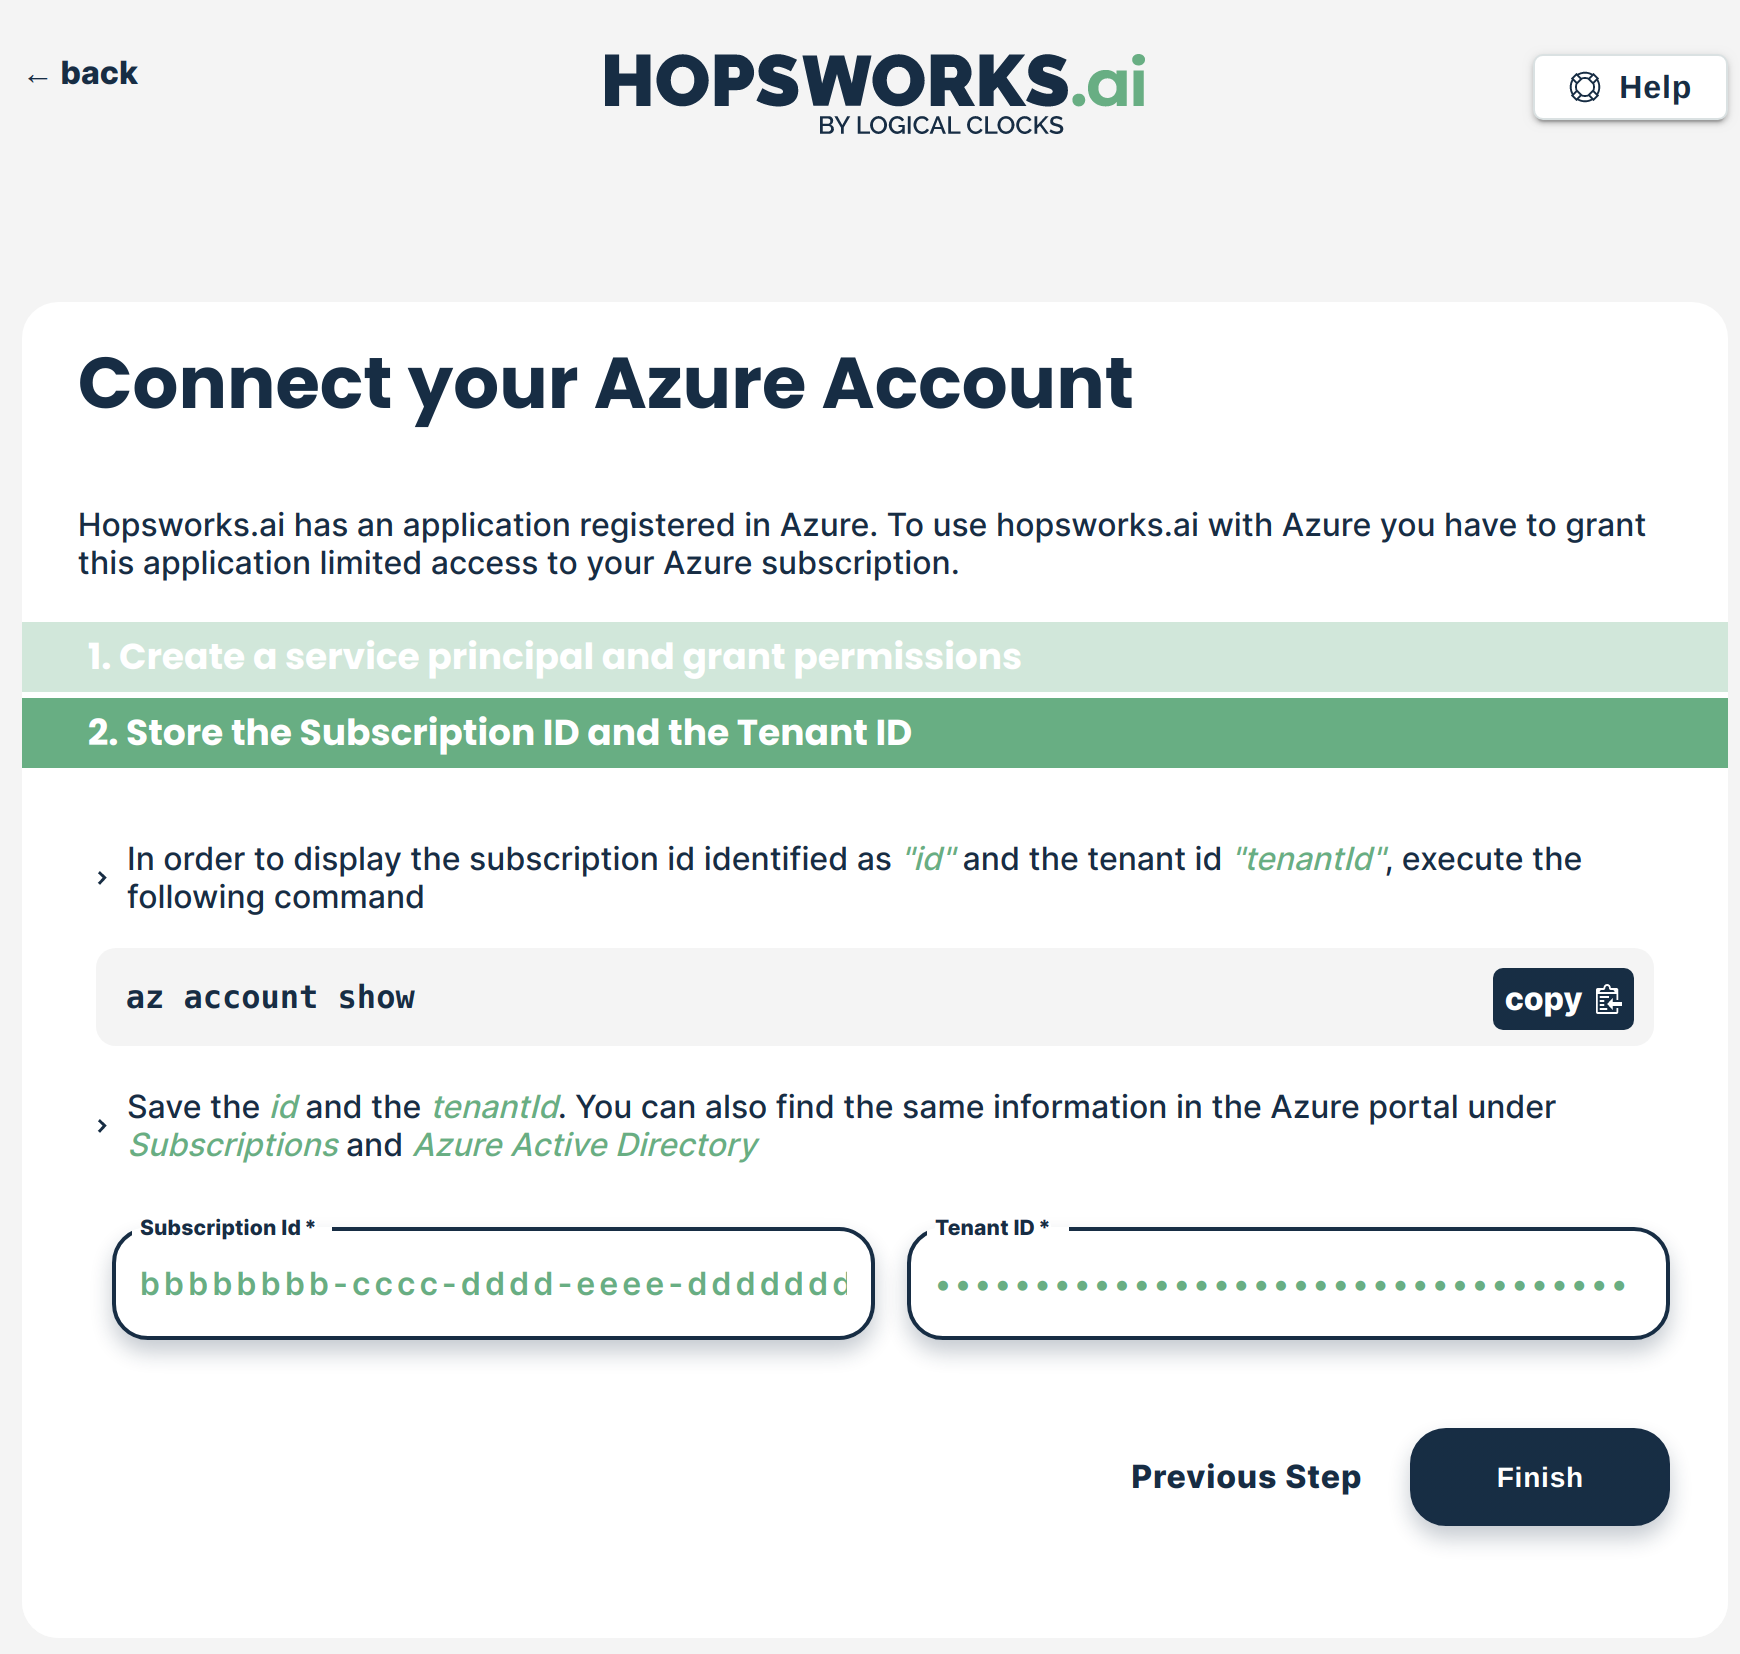 ← back
HOPSWORKS.ai
BY LOGICAL CLOCKS
Help
Connect your Azure Account
Hopsworks.ai has an application registered in Azure. To use hopsworks.ai with Azure you have to grant
this application limited access to your Azure subscription.
1. Create a service principal and grant permissions
2. Store the Subscription ID and the Tenant ID
In order to display the subscription id identified as "id" and the tenant id "tenantId", execute the
following command
az account show
copy
Save the id and the tenantId. You can also find the same information in the Azure portal under
Subscriptions and Azure Active Directory
Subscription Id *
Tenant ID *
bbbbbbbb-cccc-dddd-eeee-ddddddd
•••••••••••••••••••••••••••••••••••
Previous Step
Finish